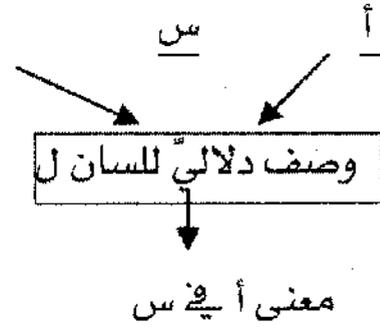 أ س
وصف دلاليّ للسان ل
معنى أ في س